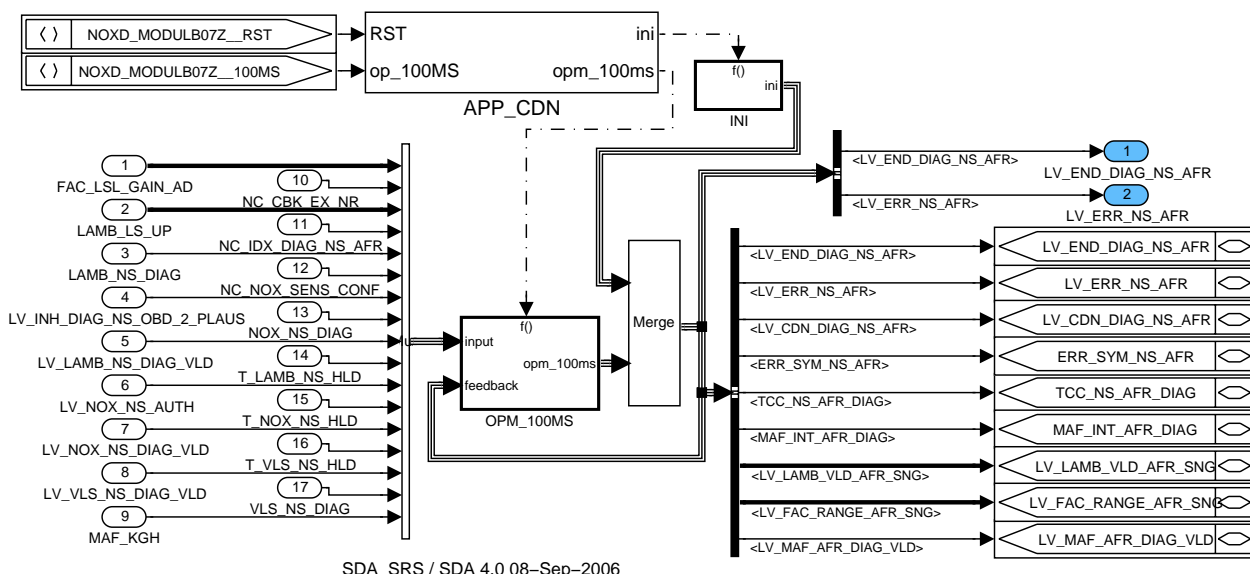 NOXD_MODULB07Z__RST
NOXD_MODULB07Z__100MS
RST
op_100MS
ini
opm_100ms
APP_CDN
f()
ini
INI
1
FAC_LSL_GAIN_AD
10
NC_CBK_EX_NR
2
LAMB_LS_UP
11
NC_IDX_DIAG_NS_AFR
3
LAMB_NS_DIAG
12
NC_NOX_SENS_CONF
4
LV_INH_DIAG_NS_OBD_2_PLAUS
13
NOX_NS_DIAG
5
LV_LAMB_NS_DIAG_VLD
14
T_LAMB_NS_HLD
6
LV_NOX_NS_AUTH
15
T_NOX_NS_HLD
7
LV_NOX_NS_DIAG_VLD
16
T_VLS_NS_HLD
8
LV_VLS_NS_DIAG_VLD
17
VLS_NS_DIAG
9
MAF_KGH
u
f()
input
opm_100ms
feedback
OPM_100MS
Merge
<LV_END_DIAG_NS_AFR>
1
LV_END_DIAG_NS_AFR
<LV_ERR_NS_AFR>
2
LV_ERR_NS_AFR
<LV_END_DIAG_NS_AFR>
LV_END_DIAG_NS_AFR
<LV_ERR_NS_AFR>
LV_ERR_NS_AFR
<LV_CDN_DIAG_NS_AFR>
LV_CDN_DIAG_NS_AFR
<ERR_SYM_NS_AFR>
ERR_SYM_NS_AFR
<TCC_NS_AFR_DIAG>
TCC_NS_AFR_DIAG
<MAF_INT_AFR_DIAG>
MAF_INT_AFR_DIAG
<LV_LAMB_VLD_AFR_SNG>
LV_LAMB_VLD_AFR_SNG
<LV_FAC_RANGE_AFR_SNG>
LV_FAC_RANGE_AFR_SNG
<LV_MAF_AFR_DIAG_VLD>
LV_MAF_AFR_DIAG_VLD
SDA_SRS / SDA 4.0 08–Sep–2006